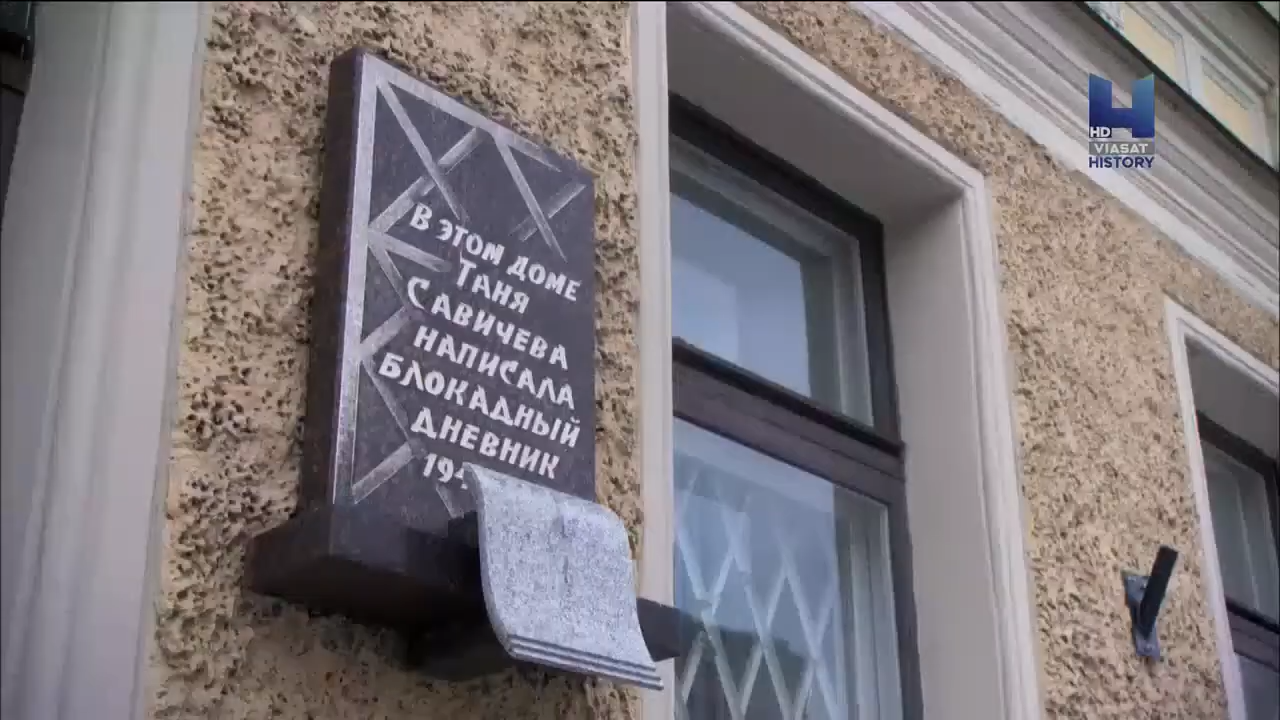 В ЭТОМ ДОМЕ
ТАНЯ
САВИЧЕВА
НАПИСАЛА
БЛОКАДНЫЙ
ДНЕВНИК
HD
VIASAT
HISTORY